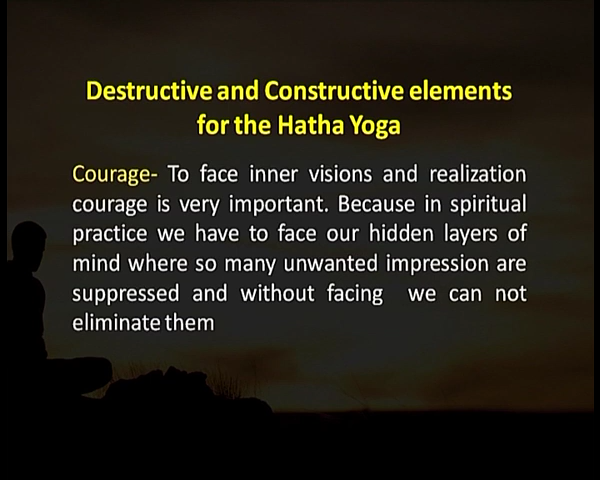 Destructive and Constructive elements
for the Hatha Yoga
Courage- To face inner visions and realization
courage is very important. Because in spiritual
practice we have to face our hidden layers of
mind where so many unwanted impression are
suppressed and without facing we can not
eliminate them